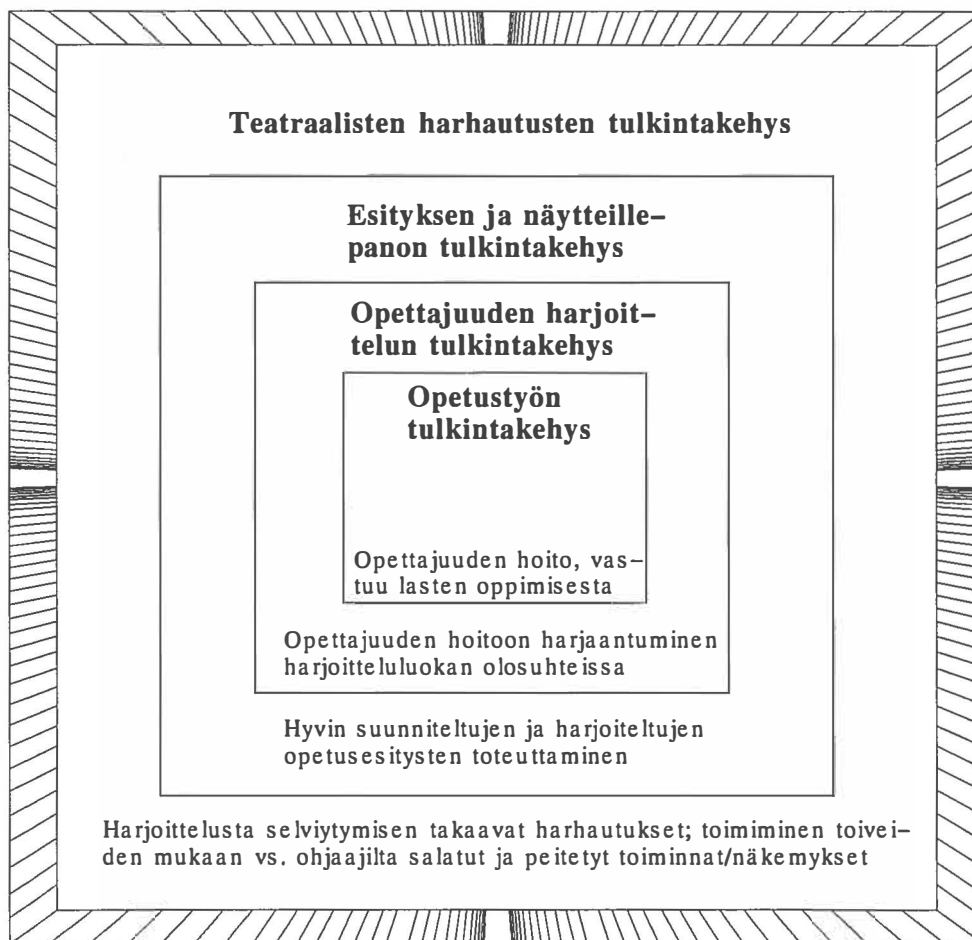 Teatraalisten harhautusten tulkintakehys
Esityksen ja näytteille–
panon tulkintakehys
Opettajuuden harjoit–
telun tulkintakehys
Opetustyön
tulkintakehys
Opettajuuden hoito, vas–
tuu lasten oppimisesta
Opettajuuden hoitoon harjaantuminen
harjoitteluluokan olosuhteissa
Hyvin suunniteltujen ja harjoiteltujen
opetusesitysten toteuttaminen
Harjoittelusta selviytymisen takaavat harhautukset; toimiminen toivei–
den mukaan vs. ohjaajilta salatut ja peitetyt toiminnat/näkemykset